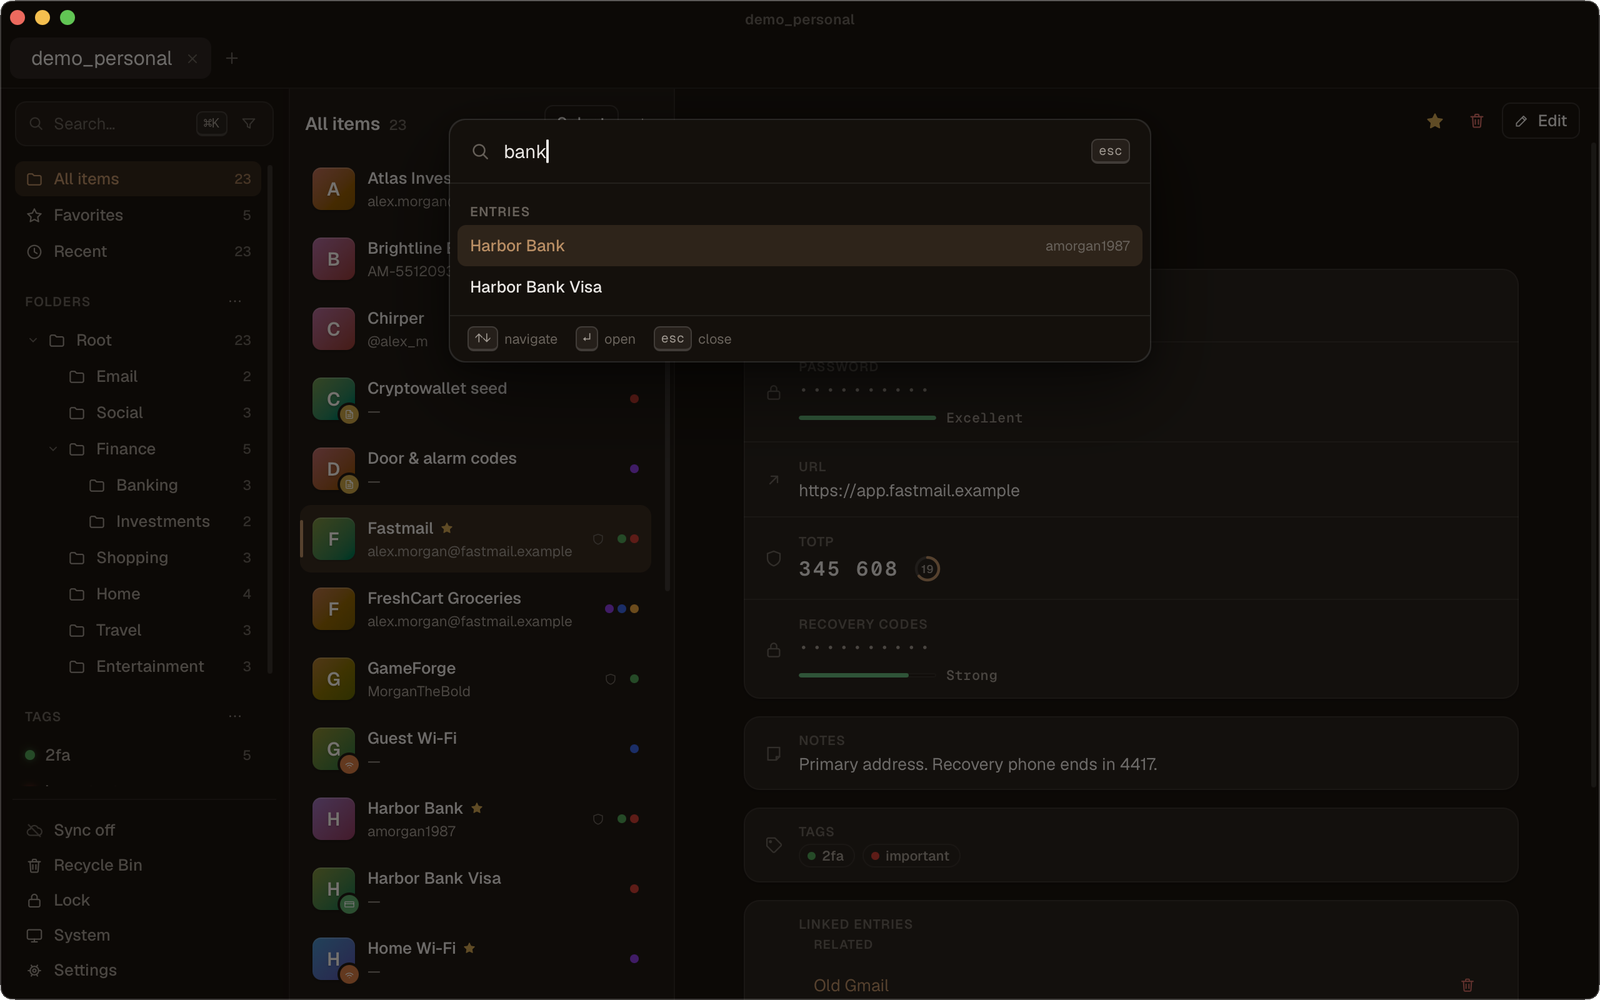 demo_personal
demo_personal
Search...
⌘K
All items 23
Favorites 5
Recent 23
FOLDERS
Root 23
Email 2
Social 3
Finance 5
Banking 3
Investments 2
Shopping 3
Home 4
Travel 3
Entertainment 3
TAGS
2fa 5
Sync off
Recycle Bin
Lock
System
Settings
All items 23
A
Atlas Inves
alex.morgan
B
Brightline
AM-5512093
C
Chirper
@alex_m
C
Cryptowallet seed
—
D
Door & alarm codes
—
F
Fastmail
alex.morgan@fastmail.example
F
FreshCart Groceries
alex.morgan@fastmail.example
G
GameForge
MorganTheBold
G
Guest Wi-Fi
—
H
Harbor Bank
amorgan1987
H
Harbor Bank Visa
—
H
Home Wi-Fi
—
bank
esc
ENTRIES
Harbor Bank amorgan1987
Harbor Bank Visa
navigate
open
esc close
Edit
PASSWORD
••••••••••
Excellent
URL
https://app.fastmail.example
TOTP
345 608 19
RECOVERY CODES
••••••••••
Strong
NOTES
Primary address. Recovery phone ends in 4417.
TAGS
2fa important
LINKED ENTRIES
RELATED
Old Gmail